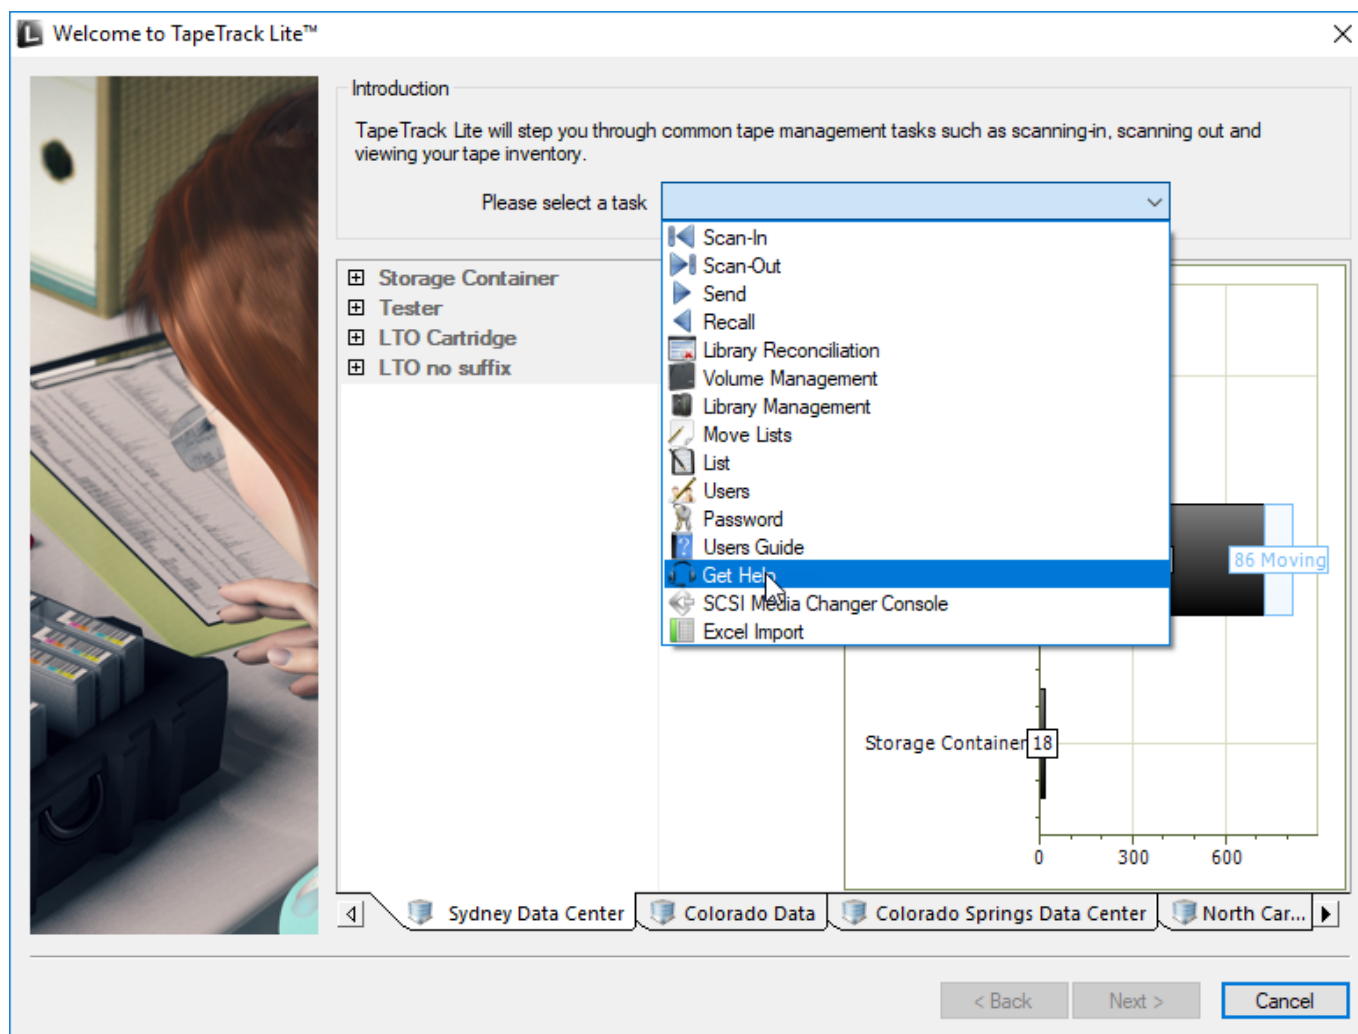 Welcome to TapeTrack Lite™
Introduction
TapeTrack Lite will step you through common tape management tasks such as scanning-in, scanning out and
viewing your tape inventory.
Please select a task
Scan-In
Scan-Out
Send
Recall
Library Reconciliation
Volume Management
Library Management
Move Lists
List
Users
Password
Users Guide
Get Help
SCSI Media Changer Console
Excel Import
Storage Container
Tester
LTO Cartridge
LTO no suffix
86 Moving
Storage Container 18
0 300 600
Sydney Data Center Colorado Data Colorado Springs Data Center North Car...
< Back Next > Cancel